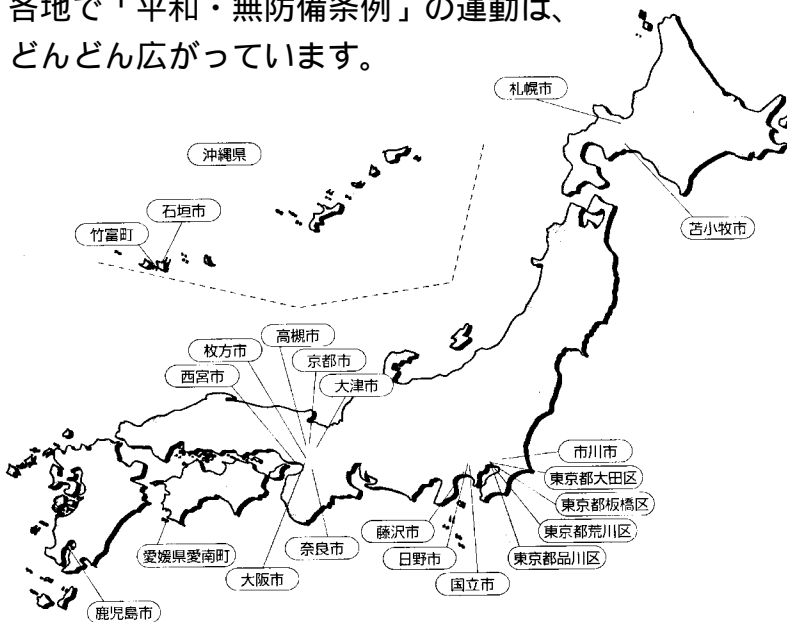 各地で「平和・無防備条例」の運動は、
どんどん広がっています。
札幌市
沖縄県
石垣市
竹富町
苫小牧市
高槻市
枚方市
京都市
西宮市
大津市
市川市
東京都大田区
東京都板橋区
藤沢市
東京都荒川区
愛媛県愛南町
奈良市
日野市
東京都品川区
大阪市
国立市
鹿児島市